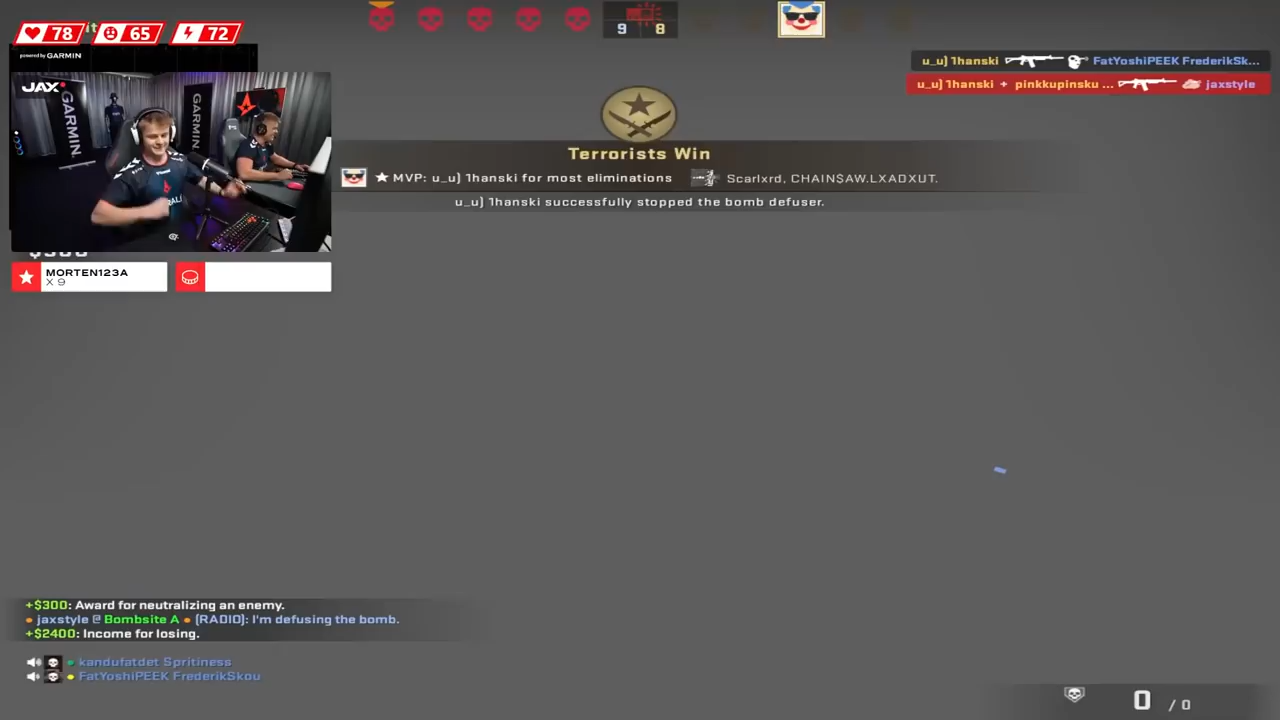 78 65 72
9 8
powered by GARMIN
JAX
GARMIN
GARMIN
u_u) 1hanski FatYoshiPEEK FrederikSk...
u_u) 1hanski + pinkkupinsku ... jaxstyle
Terrorists Win
MVP: u_u) 1hanski for most eliminations Scarlxrd, CHAIN$AW.LXADXUT.
u_u) 1hanski successfully stopped the bomb defuser.
$300
MORTEN123A
X 9
+$300: Award for neutralizing an enemy.
jaxstyle @ Bombsite A (RADIO): I'm defusing the bomb.
+$2400: Income for losing.
kandufatdet Spritiness
FatYoshiPEEK FrederikSkou
0 / 0